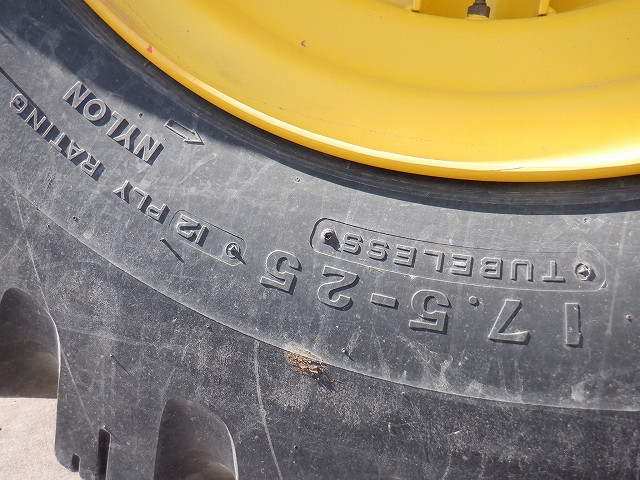 17.5-25
TUBELESS
12 PLY RATING
NYLON